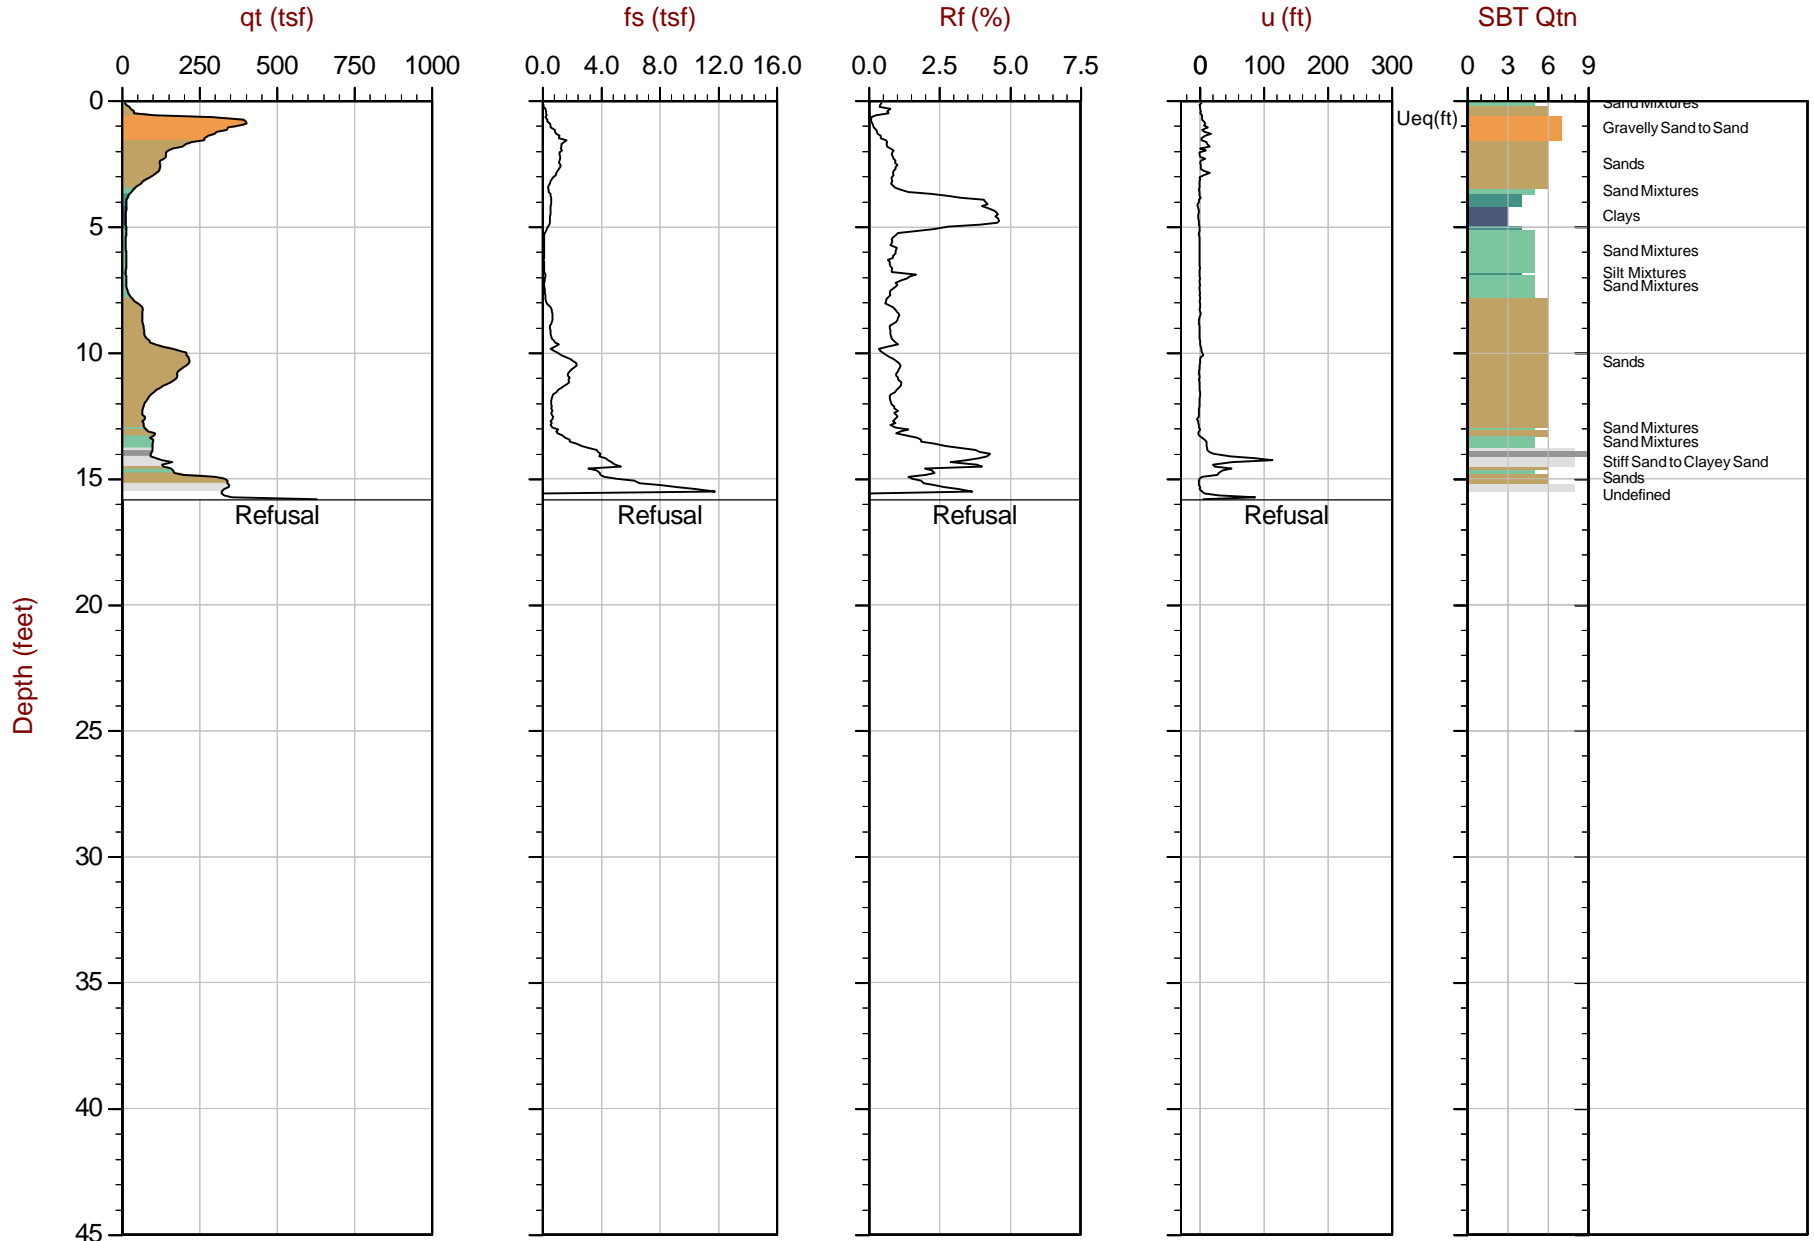 qt (tsf) fs (tsf) Rf (%) u (ft) SBT Qtn
0 250 500 750 1000 0.0 4.0 8.0 12.0 16.0 0.0 2.5 5.0 7.5 0 100 200 300 0 3 6 9
0
Sand Mixtures
Ueq(ft)
Gravelly Sand to Sand
Sands
Sand Mixtures
Clays
5
Sand Mixtures
Silt Mixtures
Sand Mixtures
10
Sands
Sand Mixtures
Sand Mixtures
Stiff Sand to Clayey Sand
15
Sands
Undefined
Refusal Refusal Refusal Refusal
20
Depth (feet)
25
30
35
40
45